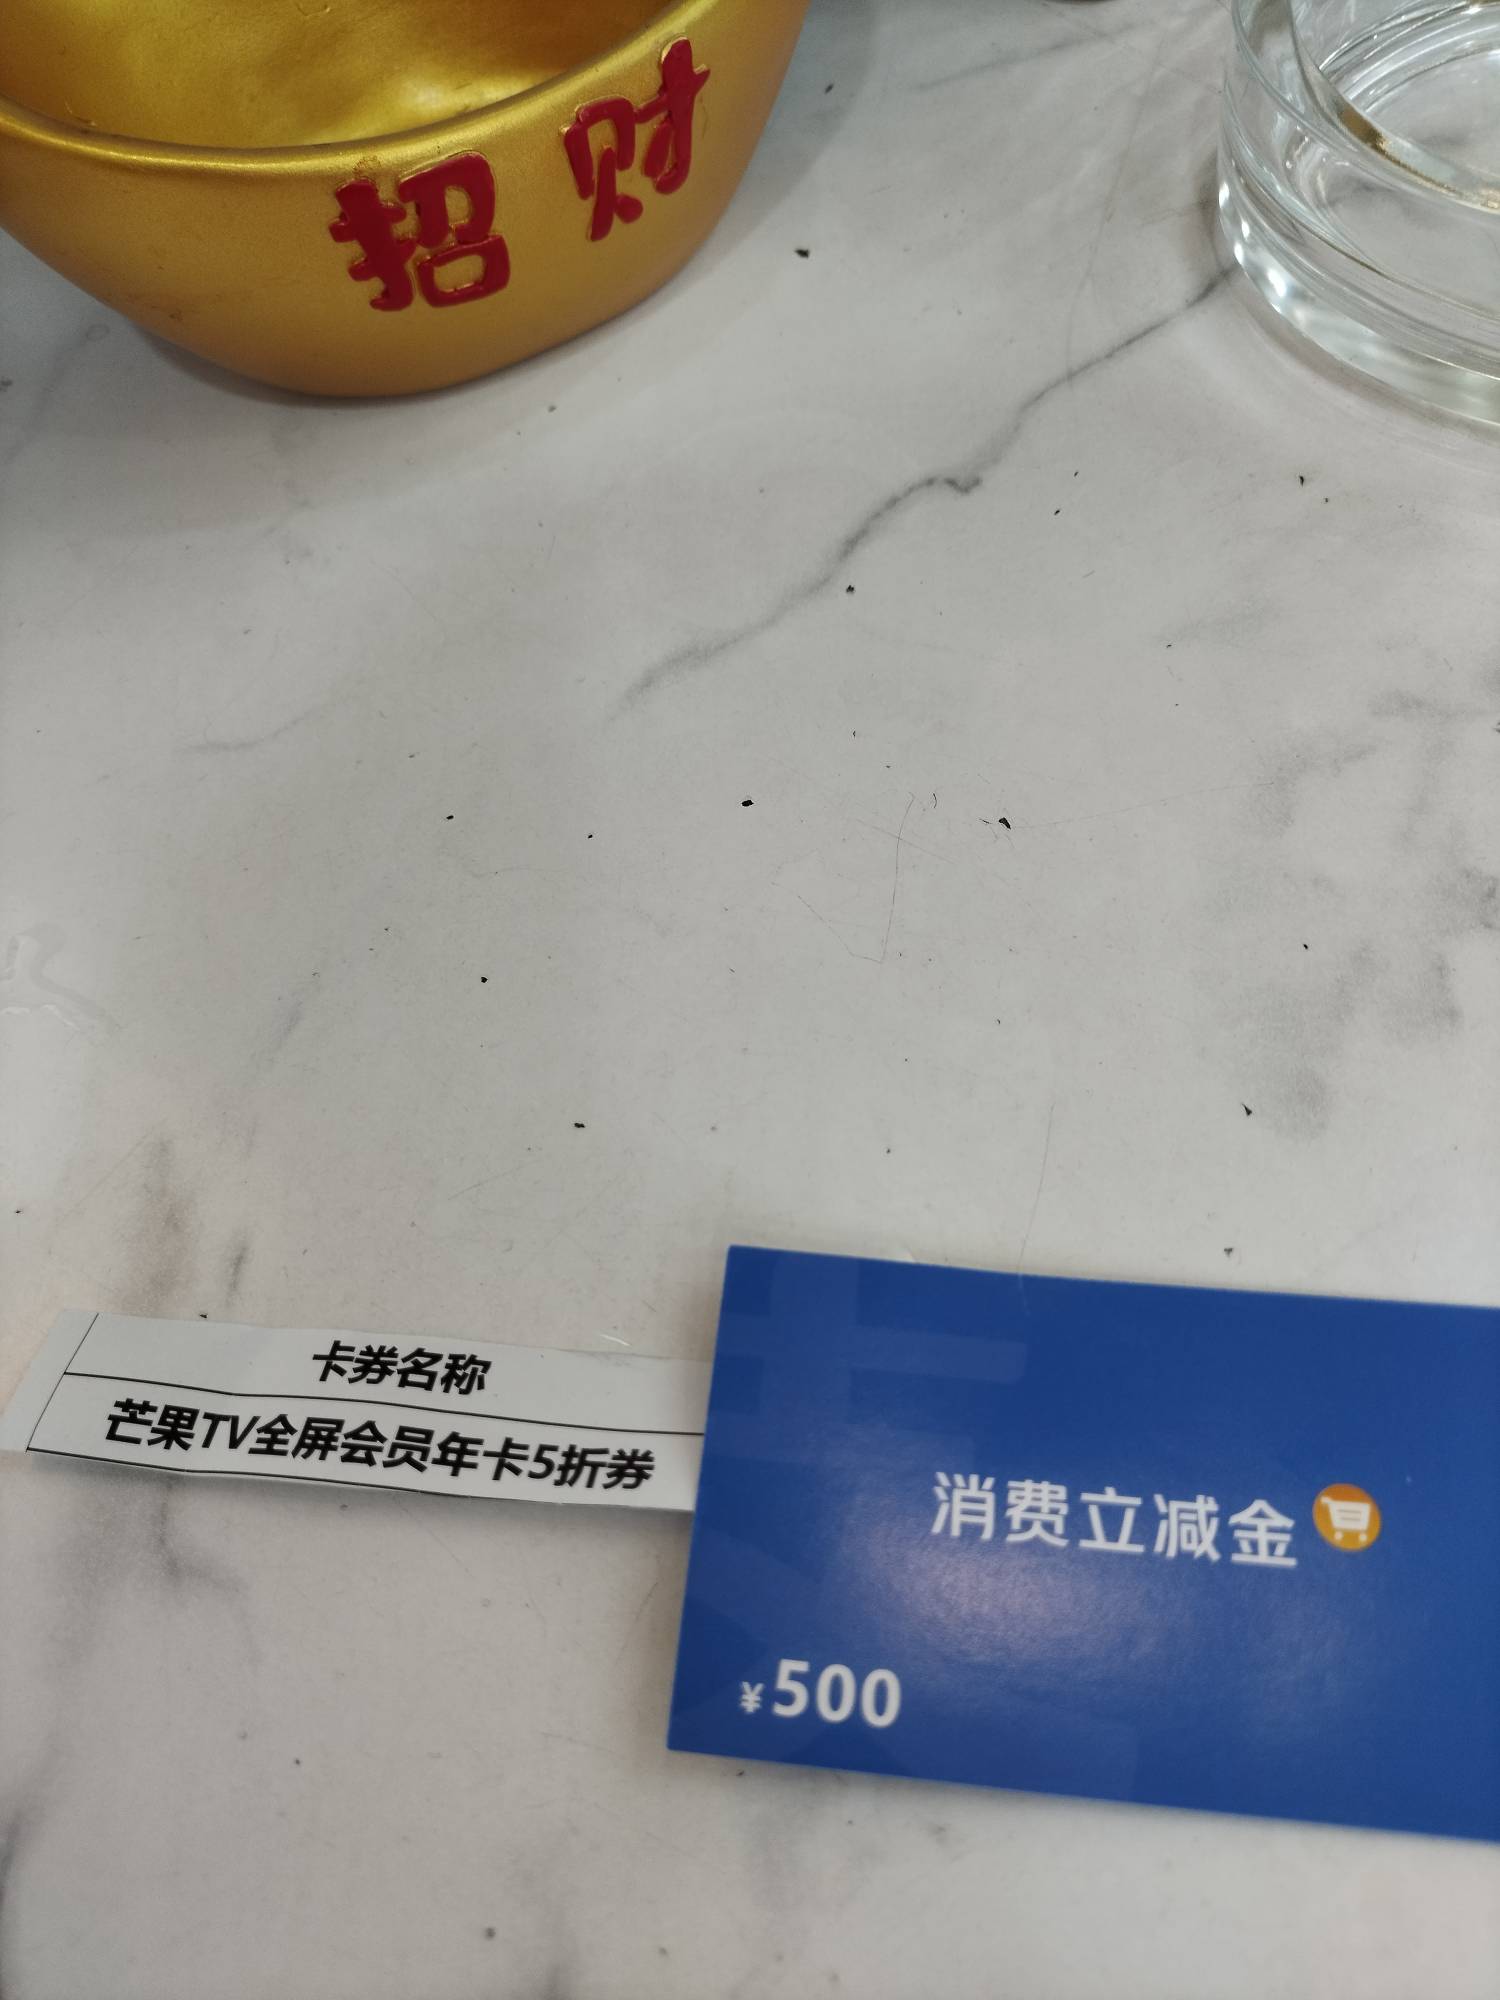 招财
卡券名称
芒果TV全屏会员年卡5折券
消费立减金
¥500